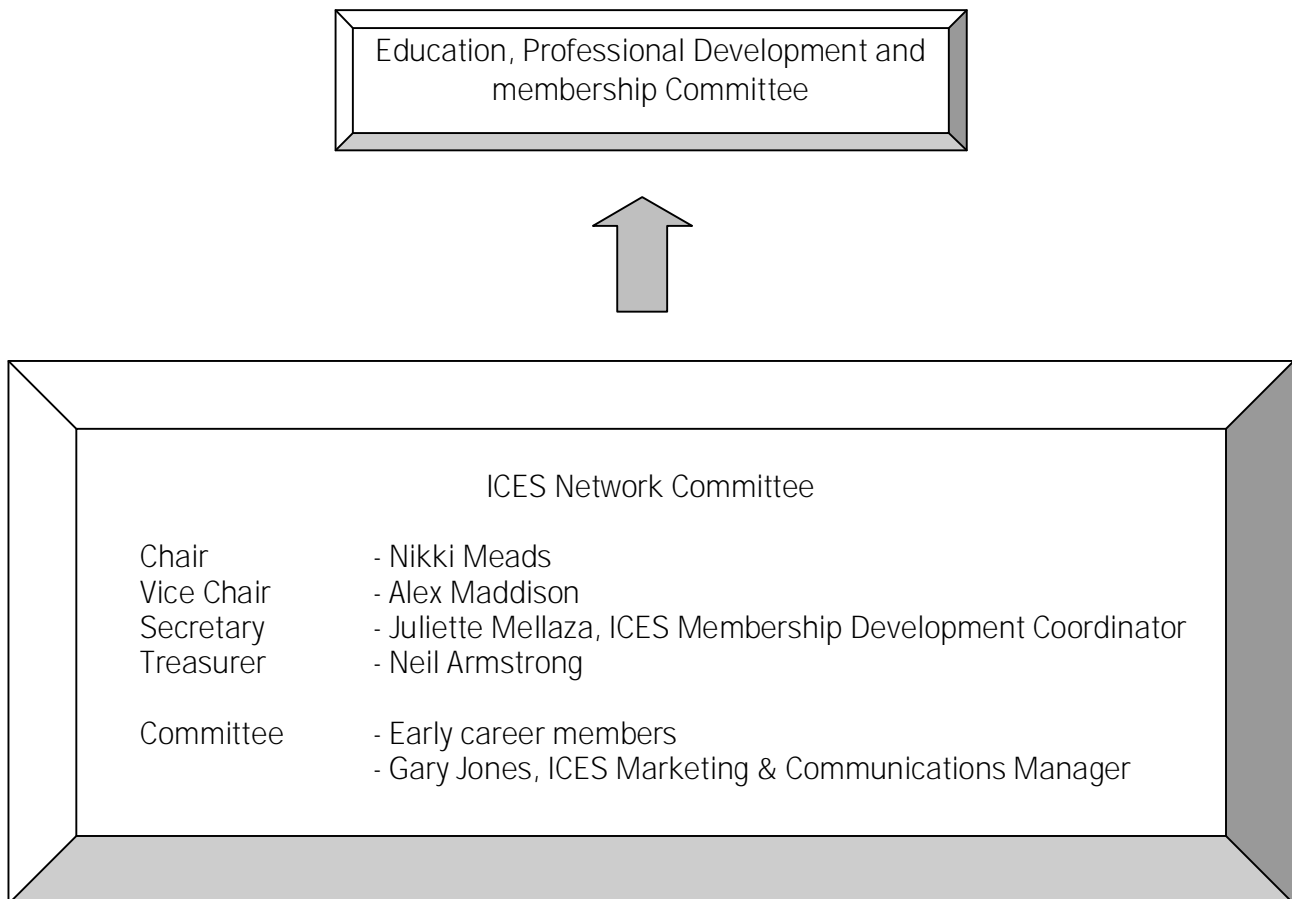 Education, Professional Development and
membership Committee
ICES Network Committee
Chair - Nikki Meads
Vice Chair - Alex Maddison
Secretary - Juliette Mellaza, ICES Membership Development Coordinator
Treasurer - Neil Armstrong
Committee - Early career members
- Gary Jones, ICES Marketing & Communications Manager